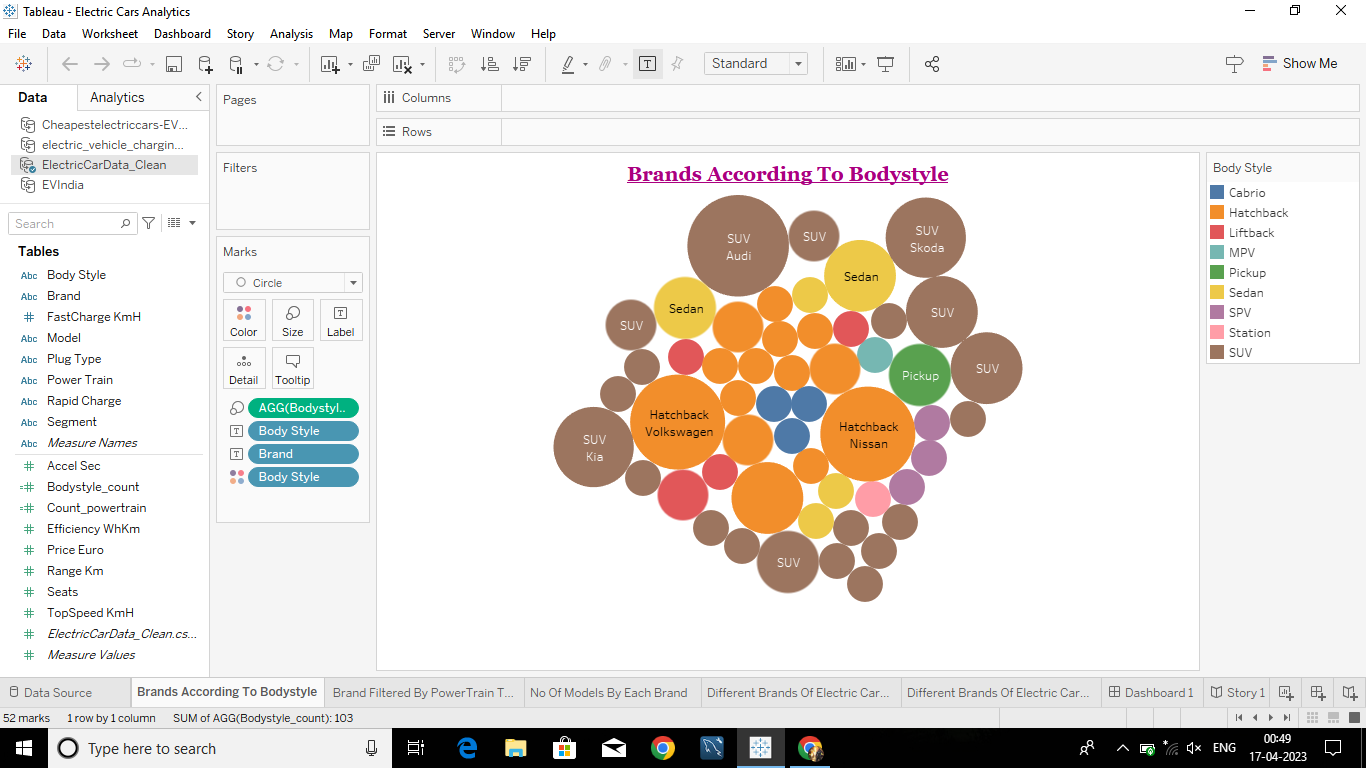 Tableau - Electric Cars Analytics
File Data Worksheet Dashboard Story Analysis Map Format Server Window Help
Standard
Show Me
Data Analytics
Cheapestelectriccars-EV...
electric_vehicle_chargin...
ElectricCarData_Clean
EVIndia
Search
Tables
Abc Body Style
Abc Brand
# FastCharge KmH
Abc Model
Abc Plug Type
Abc Power Train
Abc Rapid Charge
Abc Segment
Abc Measure Names
# Accel Sec
=# Bodystyle_count
=# Count_powertrain
# Efficiency WhKm
# Price Euro
# Range Km
# Seats
# TopSpeed KmH
# ElectricCarData_Clean.cs...
# Measure Values
Pages
Filters
Marks
Circle
Color Size Label
Detail Tooltip
AGG(Bodystyl..
Body Style
Brand
Body Style
Columns
Rows
Brands According To Bodystyle
SUV
Audi
SUV
SUV
Skoda
Sedan
Sedan
SUV
SUV
SUV
Pickup
Hatchback
Volkswagen
Hatchback
Nissan
SUV
Kia
SUV
Body Style
Cabrio
Hatchback
Liftback
MPV
Pickup
Sedan
SPV
Station
SUV
Data Source Brands According To Bodystyle Brand Filtered By PowerTrain T... No Of Models By Each Brand Different Brands Of Electric Car... Different Brands Of Electric Car... Dashboard 1 Story 1
52 marks 1 row by 1 column SUM of AGG(Bodystyle_count): 103
Type here to search
ENG
00:49
17-04-2023